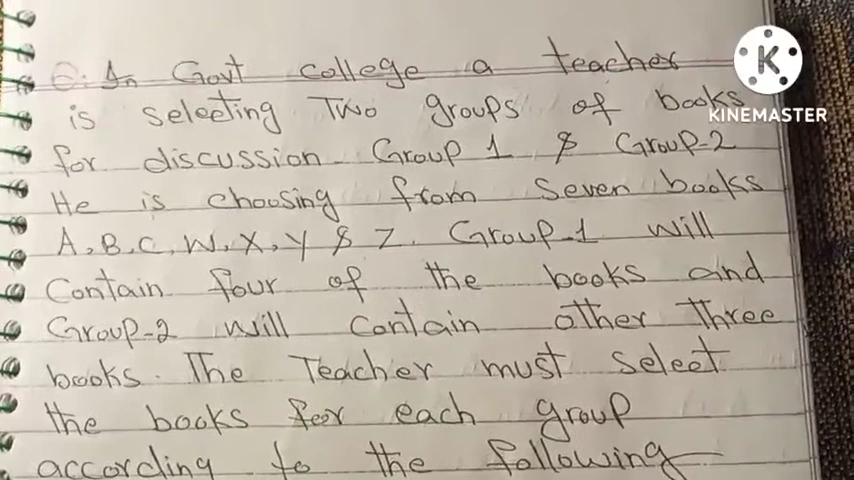 Q. In Govt college a teacher
is seleeting Two groups of books
for discussion Group 1 & Group-2
He is choosing from Seven books
A, B, C, W, X, Y & Z. Group-1 will
Contain four of the books and
Group-2 will contain other three
books. The Teacher must seleet
the books for each group
according to the following
K
KINEMASTER